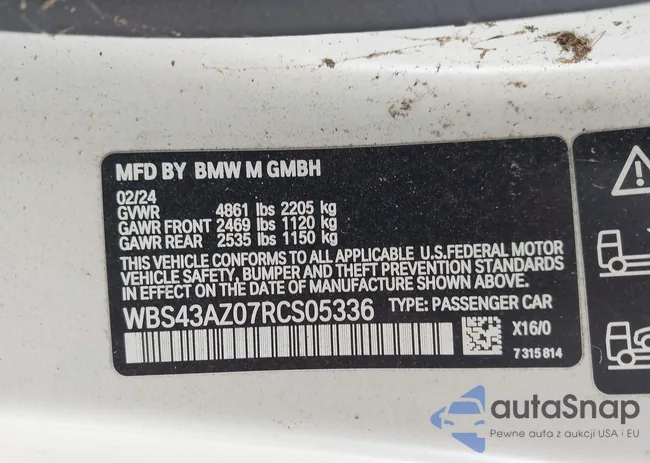 MFD BY BMW M GMBH
02/24
GVWR 4861 lbs 2205 kg
GAWR FRONT 2469 lbs 1120 kg
GAWR REAR 2535 lbs 1150 kg
THIS VEHICLE CONFORMS TO ALL APPLICABLE U.S.FEDERAL MOTOR
VEHICLE SAFETY, BUMPER AND THEFT PREVENTION STANDARDS
IN EFFECT ON THE DATE OF MANUFACTURE SHOWN ABOVE.
WBS43AZ07RCS05336 TYPE: PASSENGER CAR
X16/0
7 315 814
autaSnap
Pewne auta z aukcji USA i EU